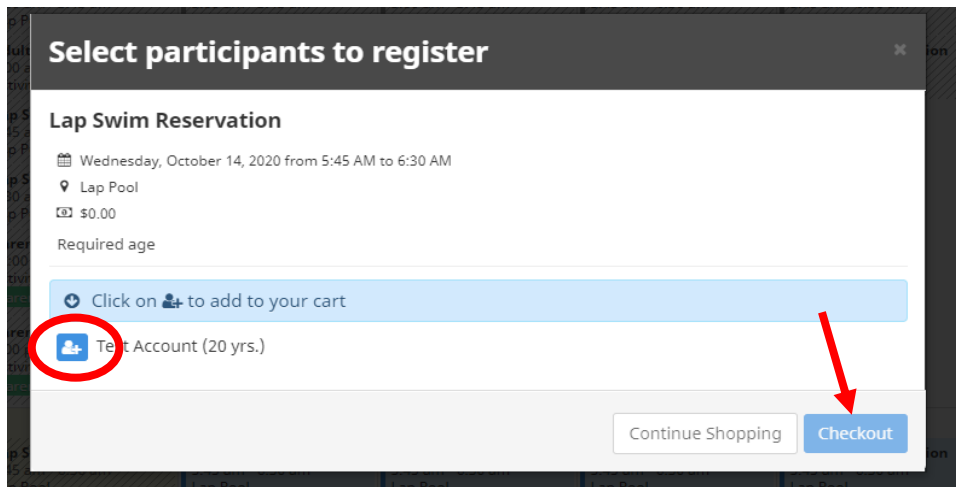 Select participants to register
×
Lap Swim Reservation
Wednesday, October 14, 2020 from 5:45 AM to 6:30 AM
Lap Pool
$0.00
Required age
Click on to add to your cart
Test Account (20 yrs.)
Continue Shopping
Checkout